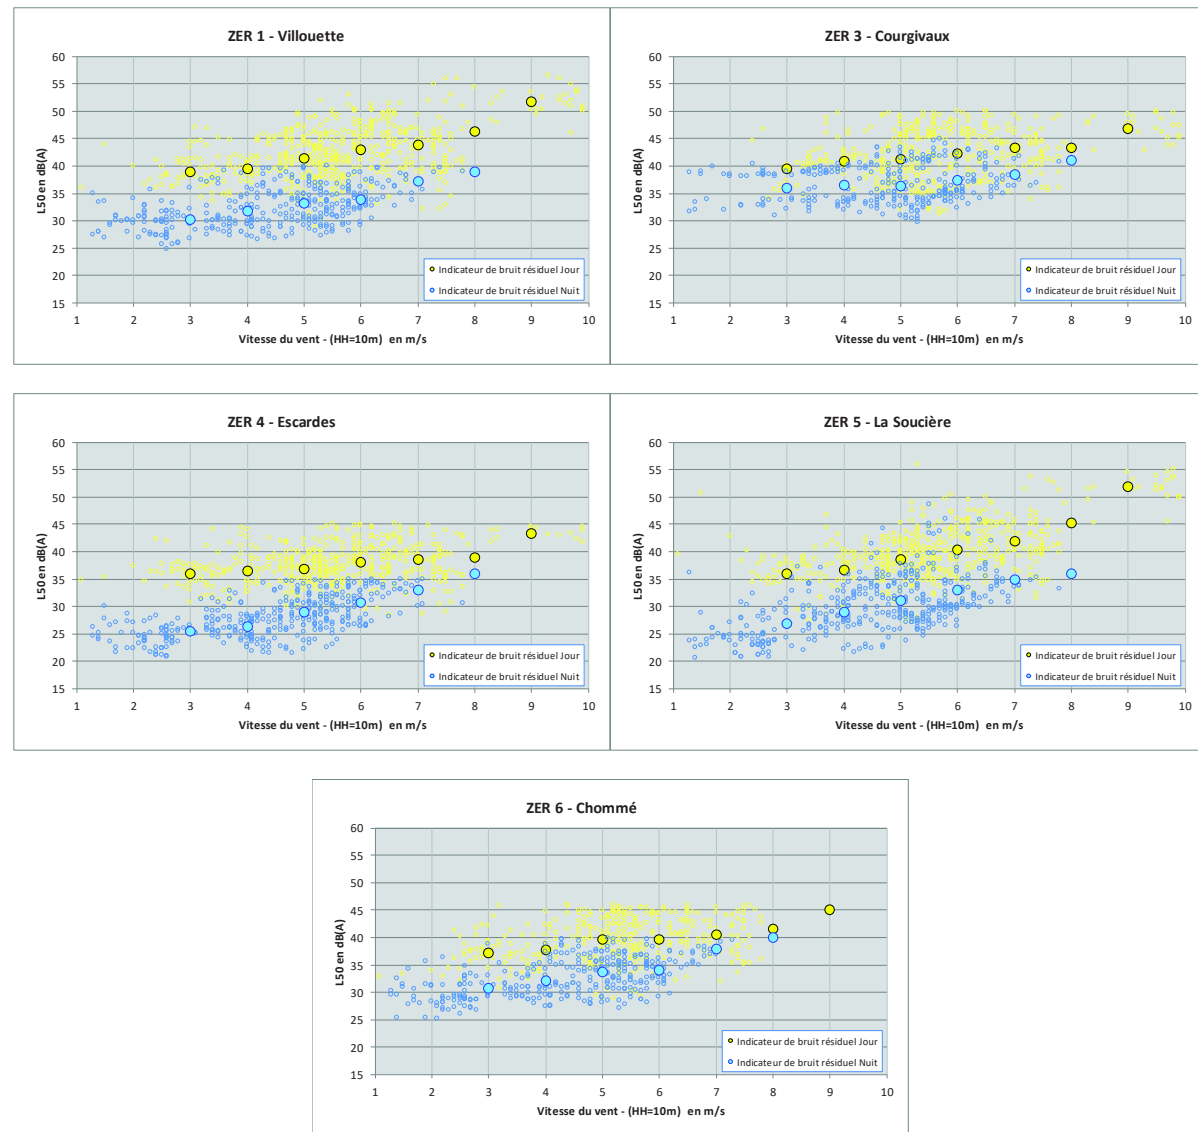 ZER 1 - Villouette
60
55
50
45
40
35
30
25
20
15
L50 en dB(A)
1 2 3 4 5 6 7 8 9 10
Vitesse du vent - (HH=10m) en m/s
Indicateur de bruit résiduel Jour
Indicateur de bruit résiduel Nuit
ZER 3 - Courgivaux
60
55
50
45
40
35
30
25
20
15
L50 en dB(A)
1 2 3 4 5 6 7 8 9 10
Vitesse du vent - (HH=10m) en m/s
Indicateur de bruit résiduel Jour
Indicateur de bruit résiduel Nuit
ZER 4 - Escardes
60
55
50
45
40
35
30
25
20
15
L50 en dB(A)
1 2 3 4 5 6 7 8 9 10
Vitesse du vent - (HH=10m) en m/s
Indicateur de bruit résiduel Jour
Indicateur de bruit résiduel Nuit
ZER 5 - La Soucière
60
55
50
45
40
35
30
25
20
15
L50 en dB(A)
1 2 3 4 5 6 7 8 9 10
Vitesse du vent - (HH=10m) en m/s
Indicateur de bruit résiduel Jour
Indicateur de bruit résiduel Nuit
ZER 6 - Chommé
60
55
50
45
40
35
30
25
20
15
L50 en dB(A)
1 2 3 4 5 6 7 8 9 10
Vitesse du vent - (HH=10m) en m/s
Indicateur de bruit résiduel Jour
Indicateur de bruit résiduel Nuit